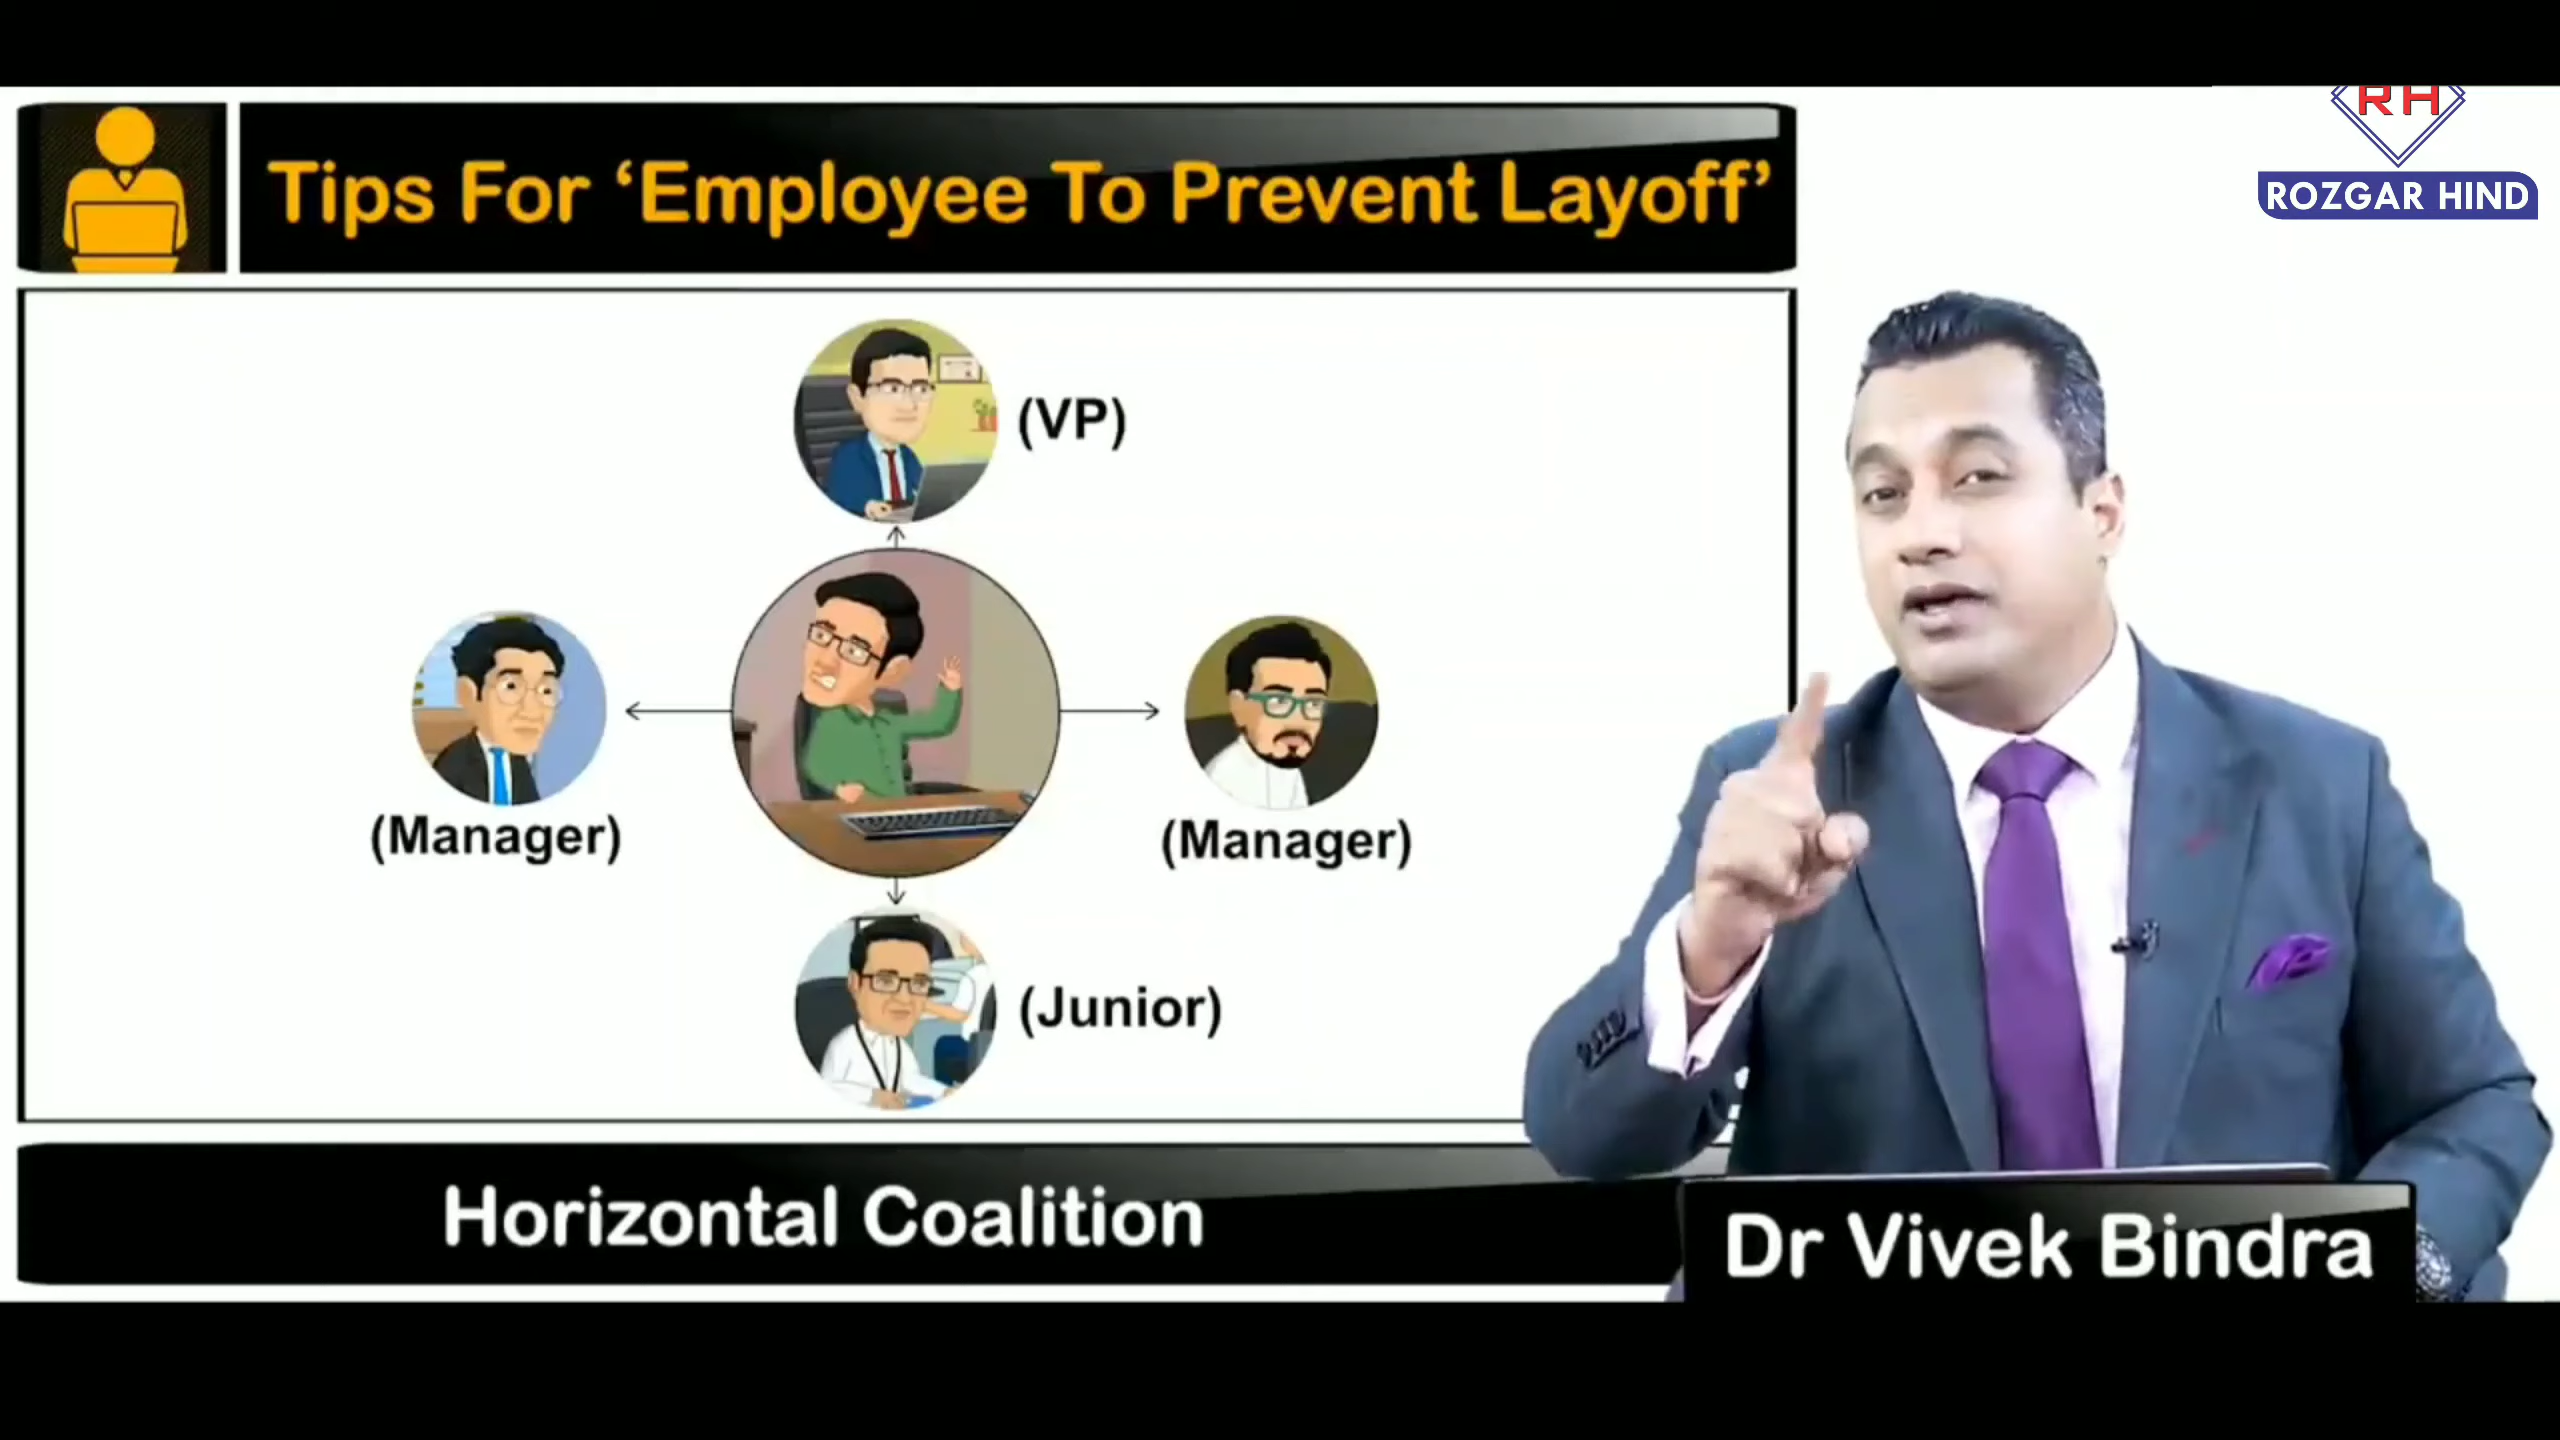 RH
ROZGAR HIND
Tips For ‘Employee To Prevent Layoff’
(VP)
(Manager)
(Manager)
(Junior)
Horizontal Coalition
Dr Vivek Bindra